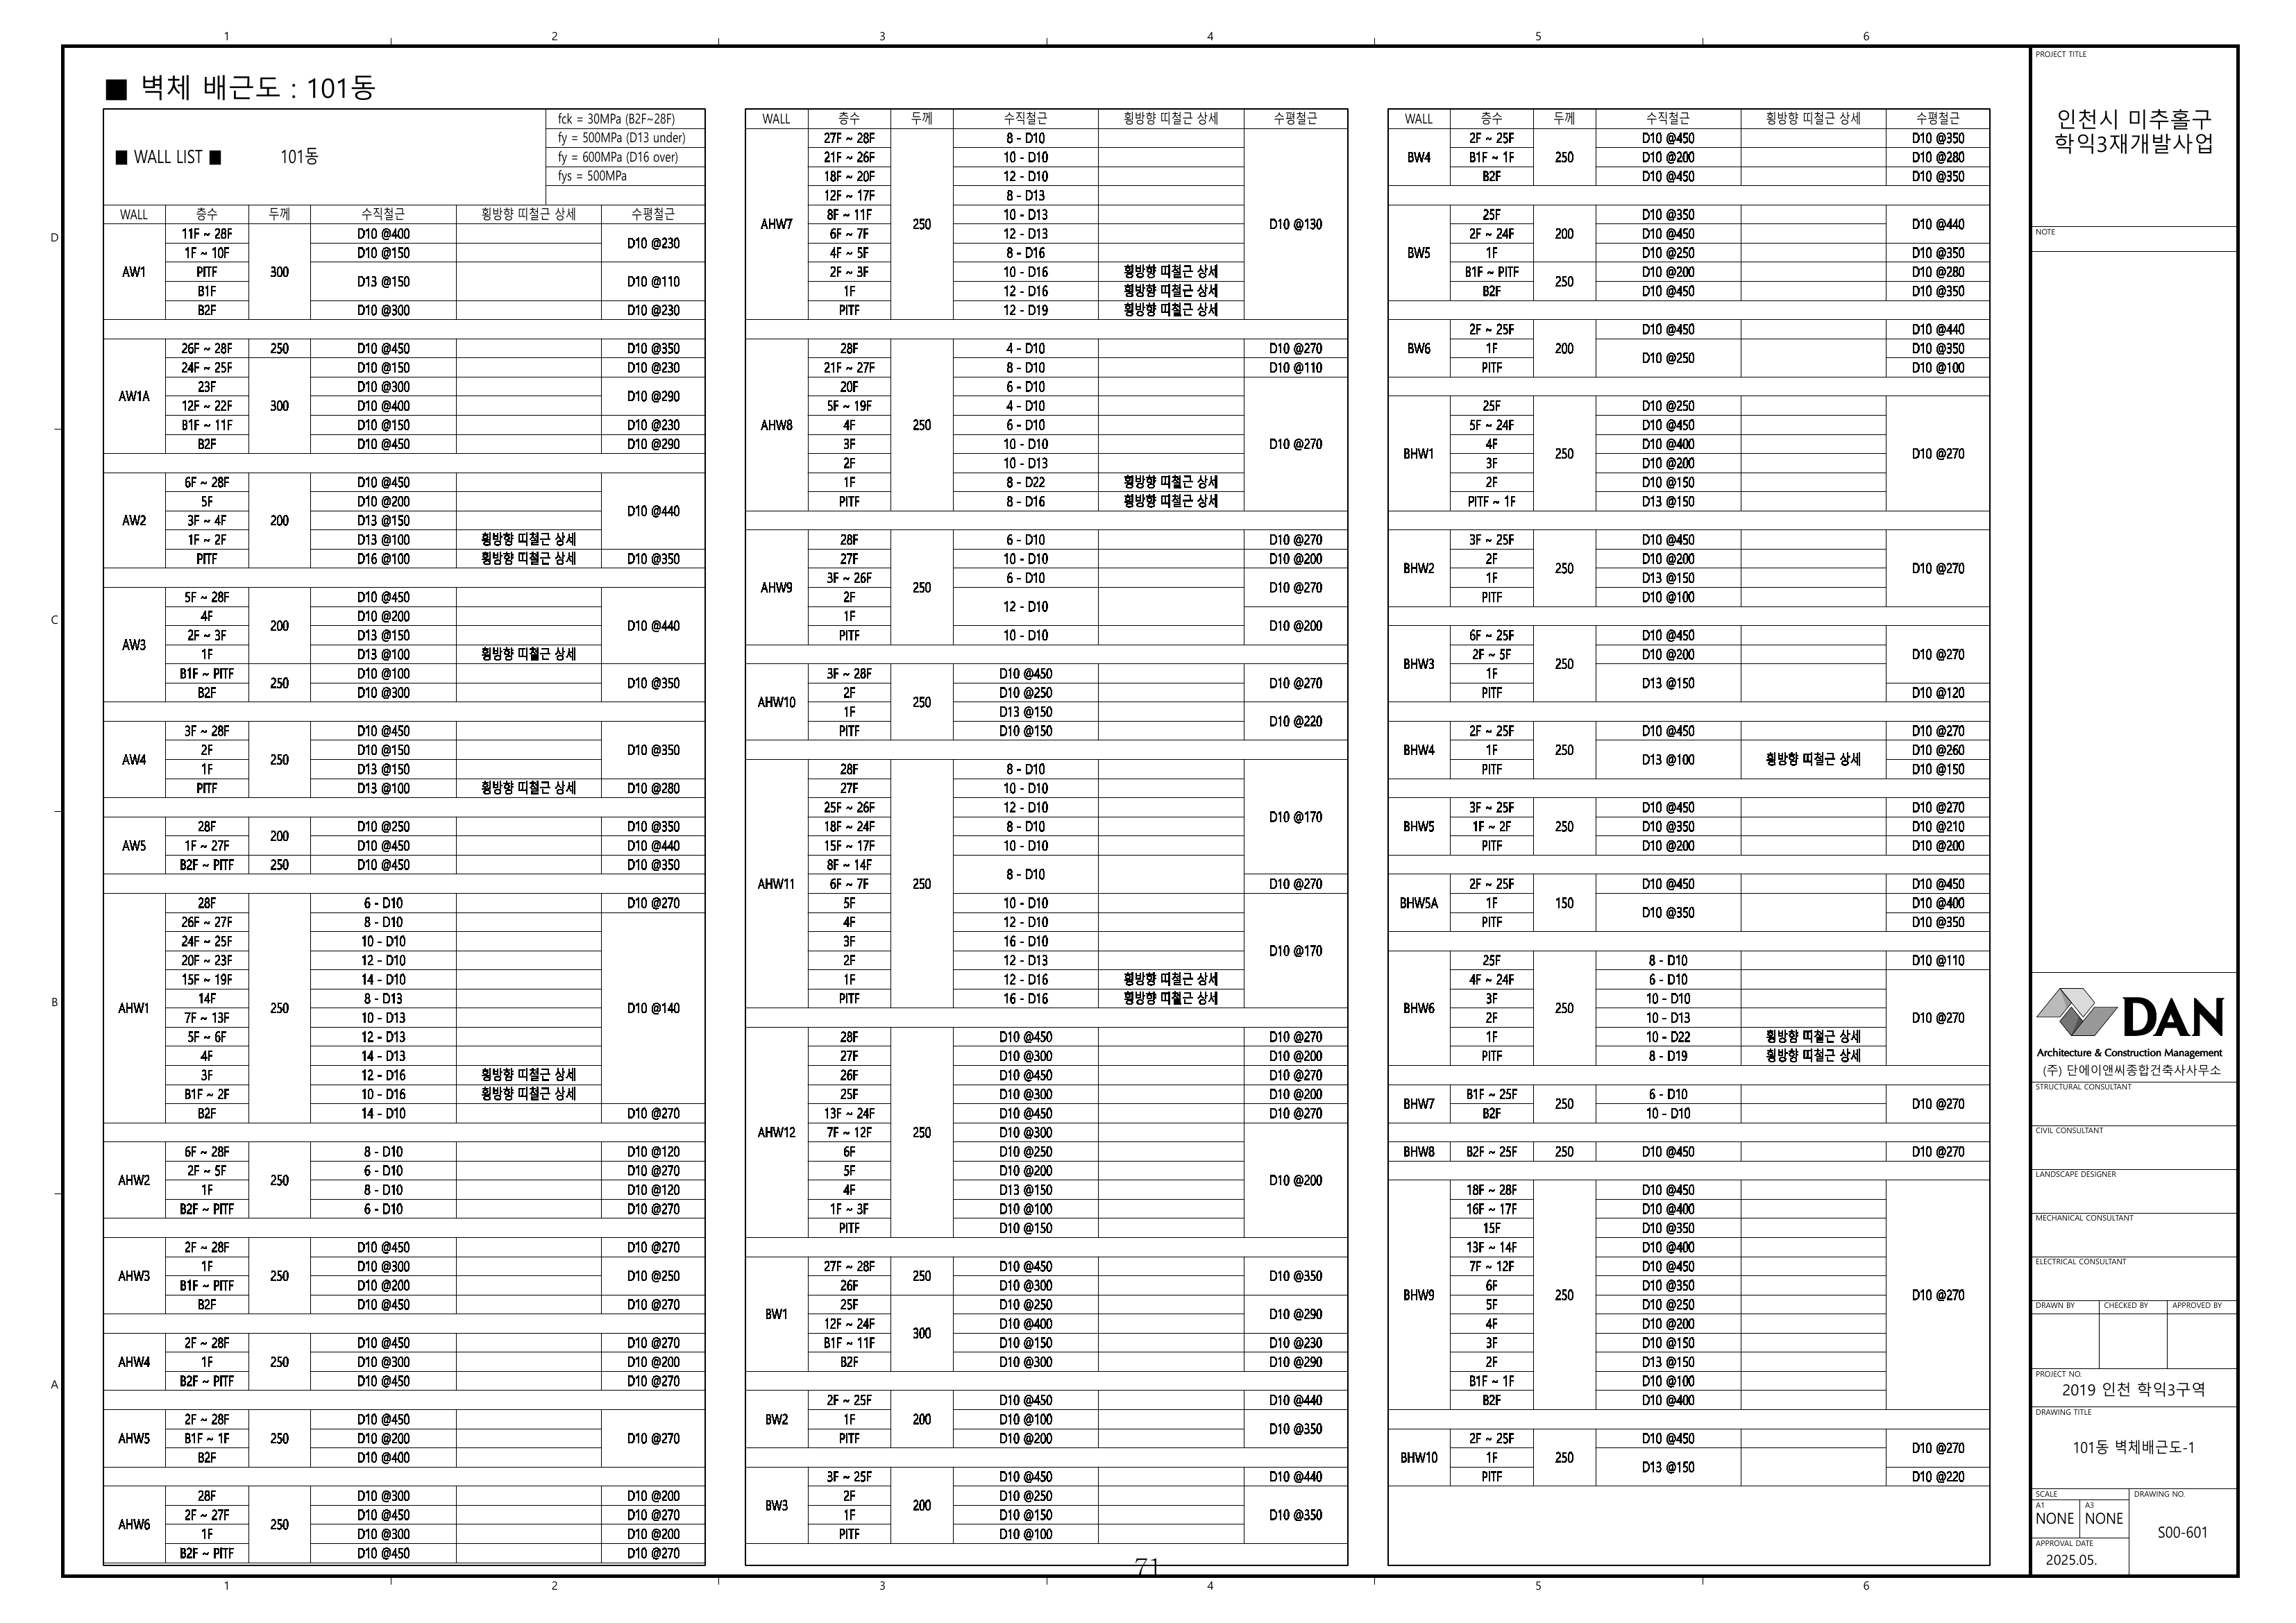 1 2 3 4 5 6
■ 벽체 배근도 : 101동
■ WALL LIST ■ 101동
fck = 30MPa (B2F~28F)
fy = 500MPa (D13 under)
fy = 600MPa (D16 over)
fys = 500MPa
WALL 층수 두께 수직철근 횡방향 띠철근 상세 수평철근
AW1 300
11F ~ 28F D10 @400 D10 @230
1F ~ 10F D10 @150
PITF D13 @150 D10 @110
B1F
B2F D10 @300 D10 @230
AW1A
26F ~ 28F 250 D10 @450 D10 @350
24F ~ 25F 300 D10 @150 D10 @230
23F D10 @300 D10 @290
12F ~ 22F D10 @400
B1F ~ 11F D10 @150 D10 @230
B2F D10 @450 D10 @290
AW2 200
6F ~ 28F D10 @450 D10 @440
5F D10 @200
3F ~ 4F D13 @150
1F ~ 2F D13 @100 횡방향 띠철근 상세
PITF D16 @100 횡방향 띠철근 상세 D10 @350
AW3
5F ~ 28F 200 D10 @450 D10 @440
4F D10 @200
2F ~ 3F D13 @150
1F D13 @100 횡방향 띠철근 상세
B1F ~ PITF 250 D10 @100 D10 @350
B2F D10 @300
AW4 250
3F ~ 28F D10 @450 D10 @350
2F D10 @150
1F D13 @150
PITF D13 @100 횡방향 띠철근 상세 D10 @280
AW5
28F 200 D10 @250 D10 @350
1F ~ 27F D10 @450 D10 @440
B2F ~ PITF 250 D10 @450 D10 @350
AHW1 250
28F 6 - D10 D10 @270
26F ~ 27F 8 - D10 D10 @140
24F ~ 25F 10 - D10
20F ~ 23F 12 - D10
15F ~ 19F 14 - D10
14F 8 - D13
7F ~ 13F 10 - D13
5F ~ 6F 12 - D13
4F 14 - D13
3F 12 - D16 횡방향 띠철근 상세
B1F ~ 2F 10 - D16 횡방향 띠철근 상세
B2F 14 - D10 D10 @270
AHW2 250
6F ~ 28F 8 - D10 D10 @120
2F ~ 5F 6 - D10 D10 @270
1F 8 - D10 D10 @120
B2F ~ PITF 6 - D10 D10 @270
AHW3 250
2F ~ 28F D10 @450 D10 @270
1F D10 @300 D10 @250
B1F ~ PITF D10 @200
B2F D10 @450 D10 @270
AHW4 250
2F ~ 28F D10 @450 D10 @270
1F D10 @300 D10 @200
B2F ~ PITF D10 @450 D10 @270
AHW5 250
2F ~ 28F D10 @450 D10 @270
B1F ~ 1F D10 @200
B2F D10 @400
AHW6 250
28F D10 @300 D10 @200
2F ~ 27F D10 @450 D10 @270
1F D10 @300 D10 @200
B2F ~ PITF D10 @450 D10 @270
WALL 층수 두께 수직철근 횡방향 띠철근 상세 수평철근
AHW7 250
27F ~ 28F 8 - D10 D10 @130
21F ~ 26F 10 - D10
18F ~ 20F 12 - D10
12F ~ 17F 8 - D13
8F ~ 11F 10 - D13
6F ~ 7F 12 - D13
4F ~ 5F 8 - D16
2F ~ 3F 10 - D16 횡방향 띠철근 상세
1F 12 - D16 횡방향 띠철근 상세
PITF 12 - D19 횡방향 띠철근 상세
AHW8 250
28F 4 - D10 D10 @270
21F ~ 27F 8 - D10 D10 @110
20F 6 - D10 D10 @270
5F ~ 19F 4 - D10
4F 6 - D10
3F 10 - D10
2F 10 - D13
1F 8 - D22 횡방향 띠철근 상세
PITF 8 - D16 횡방향 띠철근 상세
AHW9 250
28F 6 - D10 D10 @270
27F 10 - D10 D10 @200
3F ~ 26F 6 - D10 D10 @270
2F 12 - D10
1F D10 @200
PITF 10 - D10
AHW10 250
3F ~ 28F D10 @450 D10 @270
2F D10 @250
1F D13 @150 D10 @220
PITF D10 @150
AHW11 250
28F 8 - D10 D10 @170
27F 10 - D10
25F ~ 26F 12 - D10
18F ~ 24F 8 - D10
15F ~ 17F 10 - D10
8F ~ 14F 8 - D10
6F ~ 7F D10 @270
5F 10 - D10 D10 @170
4F 12 - D10
3F 16 - D10
2F 12 - D13
1F 12 - D16 횡방향 띠철근 상세
PITF 16 - D16 횡방향 띠철근 상세
AHW12 250
28F D10 @450 D10 @270
27F D10 @300 D10 @200
26F D10 @450 D10 @270
25F D10 @300 D10 @200
13F ~ 24F D10 @450 D10 @270
7F ~ 12F D10 @300 D10 @200
6F D10 @250
5F D10 @200
4F D13 @150
1F ~ 3F D10 @100
PITF D10 @150
BW1
27F ~ 28F 250 D10 @450 D10 @350
26F D10 @300
25F 300 D10 @250 D10 @290
12F ~ 24F D10 @400
B1F ~ 11F D10 @150 D10 @230
B2F D10 @300 D10 @290
BW2 200
2F ~ 25F D10 @450 D10 @440
1F D10 @100 D10 @350
PITF D10 @200
BW3 200
3F ~ 25F D10 @450 D10 @440
2F D10 @250 D10 @350
1F D10 @150
PITF D10 @100
71
WALL 층수 두께 수직철근 횡방향 띠철근 상세 수평철근
BW4 250
2F ~ 25F D10 @450 D10 @350
B1F ~ 1F D10 @200 D10 @280
B2F D10 @450 D10 @350
BW5
25F 200 D10 @350 D10 @440
2F ~ 24F D10 @450
1F D10 @250 D10 @350
B1F ~ PITF 250 D10 @200 D10 @280
B2F D10 @450 D10 @350
BW6 200
2F ~ 25F D10 @450 D10 @440
1F D10 @250 D10 @350
PITF D10 @100
BHW1 250
25F D10 @250 D10 @270
5F ~ 24F D10 @450
4F D10 @400
3F D10 @200
2F D10 @150
PITF ~ 1F D13 @150
BHW2 250
3F ~ 25F D10 @450 D10 @270
2F D10 @200
1F D13 @150
PITF D10 @100
BHW3 250
6F ~ 25F D10 @450 D10 @270
2F ~ 5F D10 @200
1F D13 @150
PITF D10 @120
BHW4 250
2F ~ 25F D10 @450 D10 @270
1F D13 @100 횡방향 띠철근 상세 D10 @260
PITF D10 @150
BHW5 250
3F ~ 25F D10 @450 D10 @270
1F ~ 2F D10 @350 D10 @210
PITF D10 @200 D10 @200
BHW5A 150
2F ~ 25F D10 @450 D10 @450
1F D10 @350 D10 @400
PITF D10 @350
BHW6 250
25F 8 - D10 D10 @110
4F ~ 24F 6 - D10 D10 @270
3F 10 - D10
2F 10 - D13
1F 10 - D22 횡방향 띠철근 상세
PITF 8 - D19 횡방향 띠철근 상세
BHW7 250
B1F ~ 25F 6 - D10 D10 @270
B2F 10 - D10
BHW8 B2F ~ 25F 250 D10 @450 D10 @270
BHW9 250
18F ~ 28F D10 @450 D10 @270
16F ~ 17F D10 @400
15F D10 @350
13F ~ 14F D10 @400
7F ~ 12F D10 @450
6F D10 @350
5F D10 @250
4F D10 @200
3F D10 @150
2F D13 @150
B1F ~ 1F D10 @100
B2F D10 @400
BHW10 250
2F ~ 25F D10 @450 D10 @270
1F D13 @150
PITF D10 @220
PROJECT TITLE
인천시 미추홀구
학익3재개발사업
NOTE
DAN
Architecture & Construction Management
(주) 단에이앤씨종합건축사사무소
STRUCTURAL CONSULTANT
CIVIL CONSULTANT
LANDSCAPE DESIGNER
MECHANICAL CONSULTANT
ELECTRICAL CONSULTANT
DRAWN BY CHECKED BY APPROVED BY
PROJECT NO.
2019 인천 학익3구역
DRAWING TITLE
101동 벽체배근도-1
SCALE DRAWING NO.
A1 A3
NONE NONE
S00-601
APPROVAL DATE
2025.05.
D
C
B
A
1 2 3 4 5 6